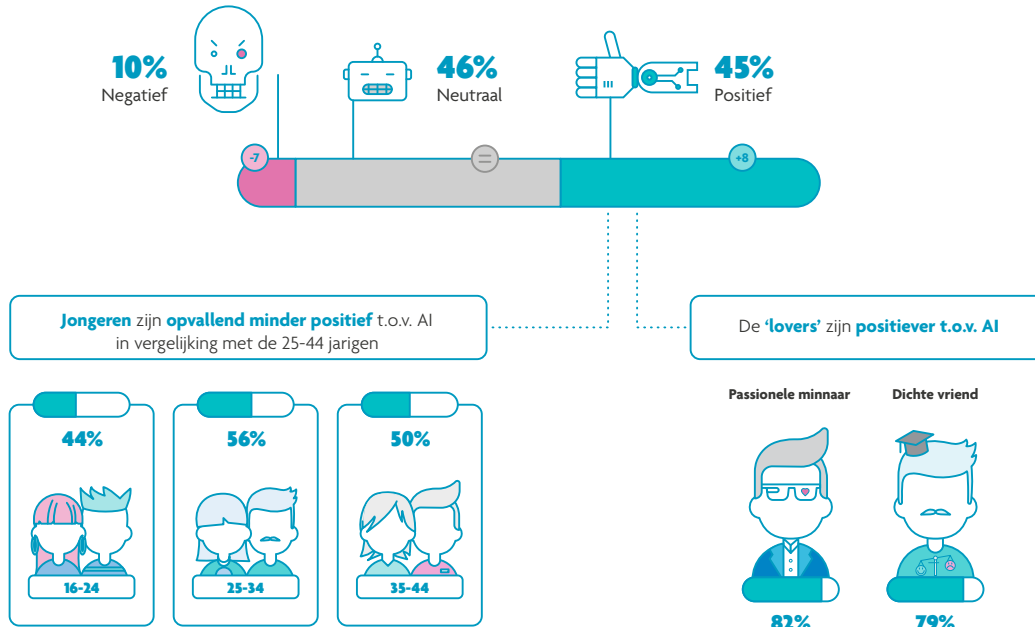 10%
Negatief
46%
Neutraal
45%
Positief
-7
=
+8
Jongeren zijn opvallend minder positief t.o.v. AI
in vergelijking met de 25-44 jarigen
De ‘lovers’ zijn positiever t.o.v. AI
44%
56%
50%
16-24
25-34
35-44
Passionele minnaar
Dichte vriend
82%
79%